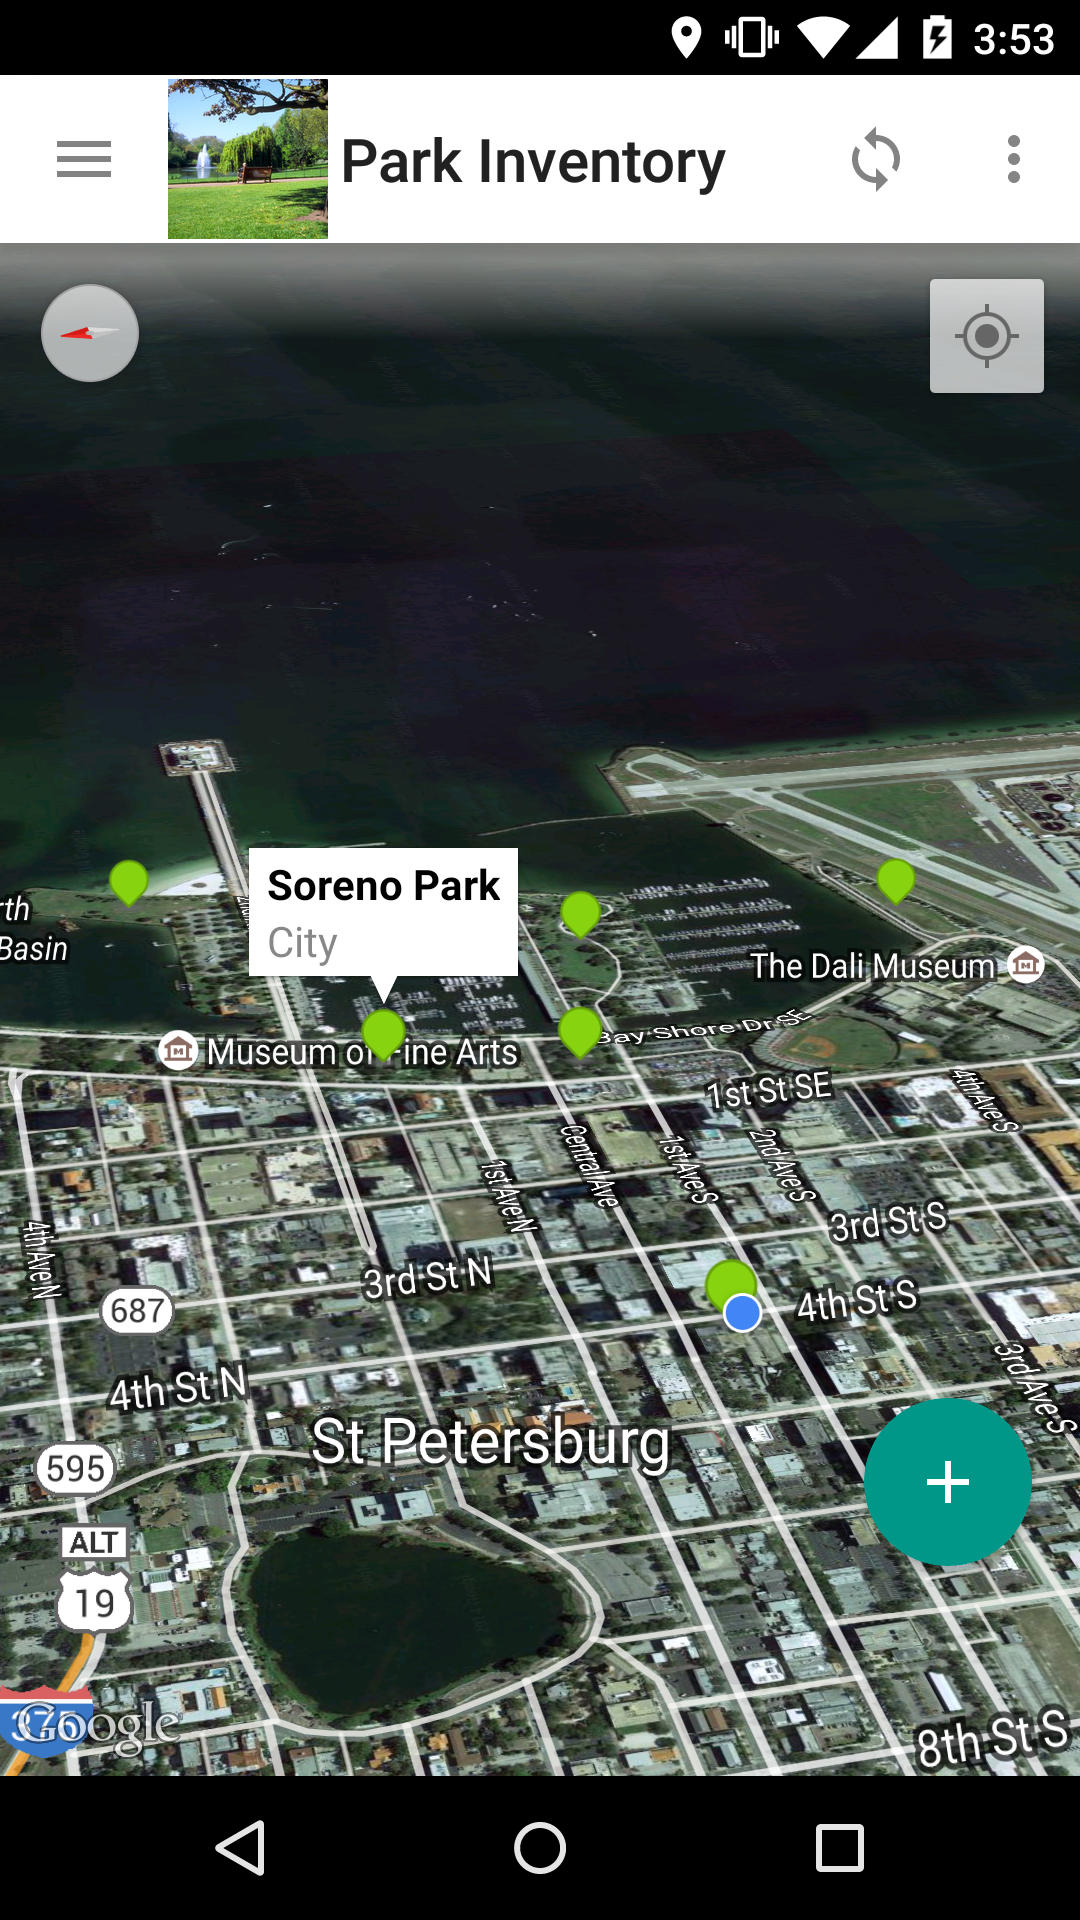 3:53
Park Inventory
Soreno Park
City
rth
Basin
The Dali Museum
Museum of Fine Arts
Bay Shore Dr SE
1st St SE
4th Ave S
Central Ave
1st Ave S
2nd Ave S
1st Ave N
4th Ave N
3rd St S
3rd St N
687
4th St S
4th St N
3rd Ave S
St Petersburg
595
ALT
19
375
Google
8th St S